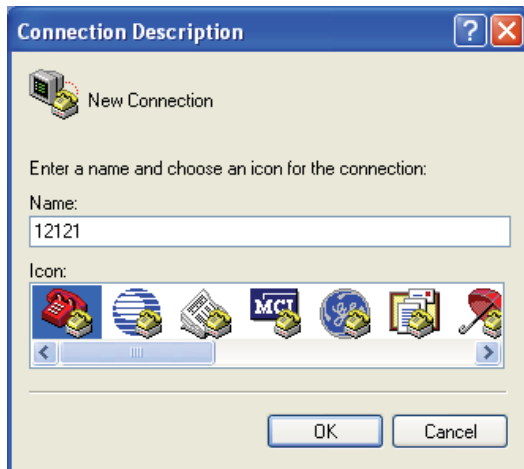 Connection Description
New Connection
Enter a name and choose an icon for the connection:
Name:
12121
Icon:
MCI
OK
Cancel